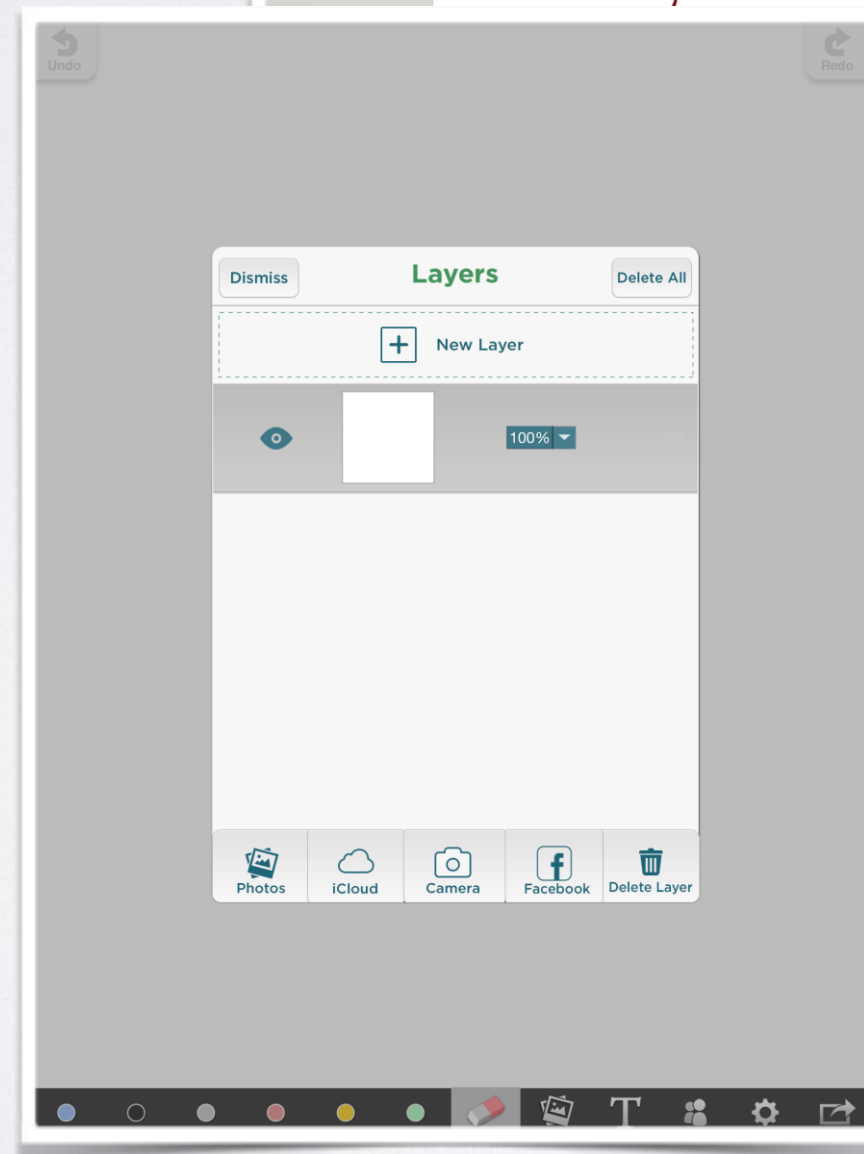 Undo
Redo
Dismiss
Layers
Delete All
New Layer
100%
Photos
iCloud
Camera
Facebook
Delete Layer